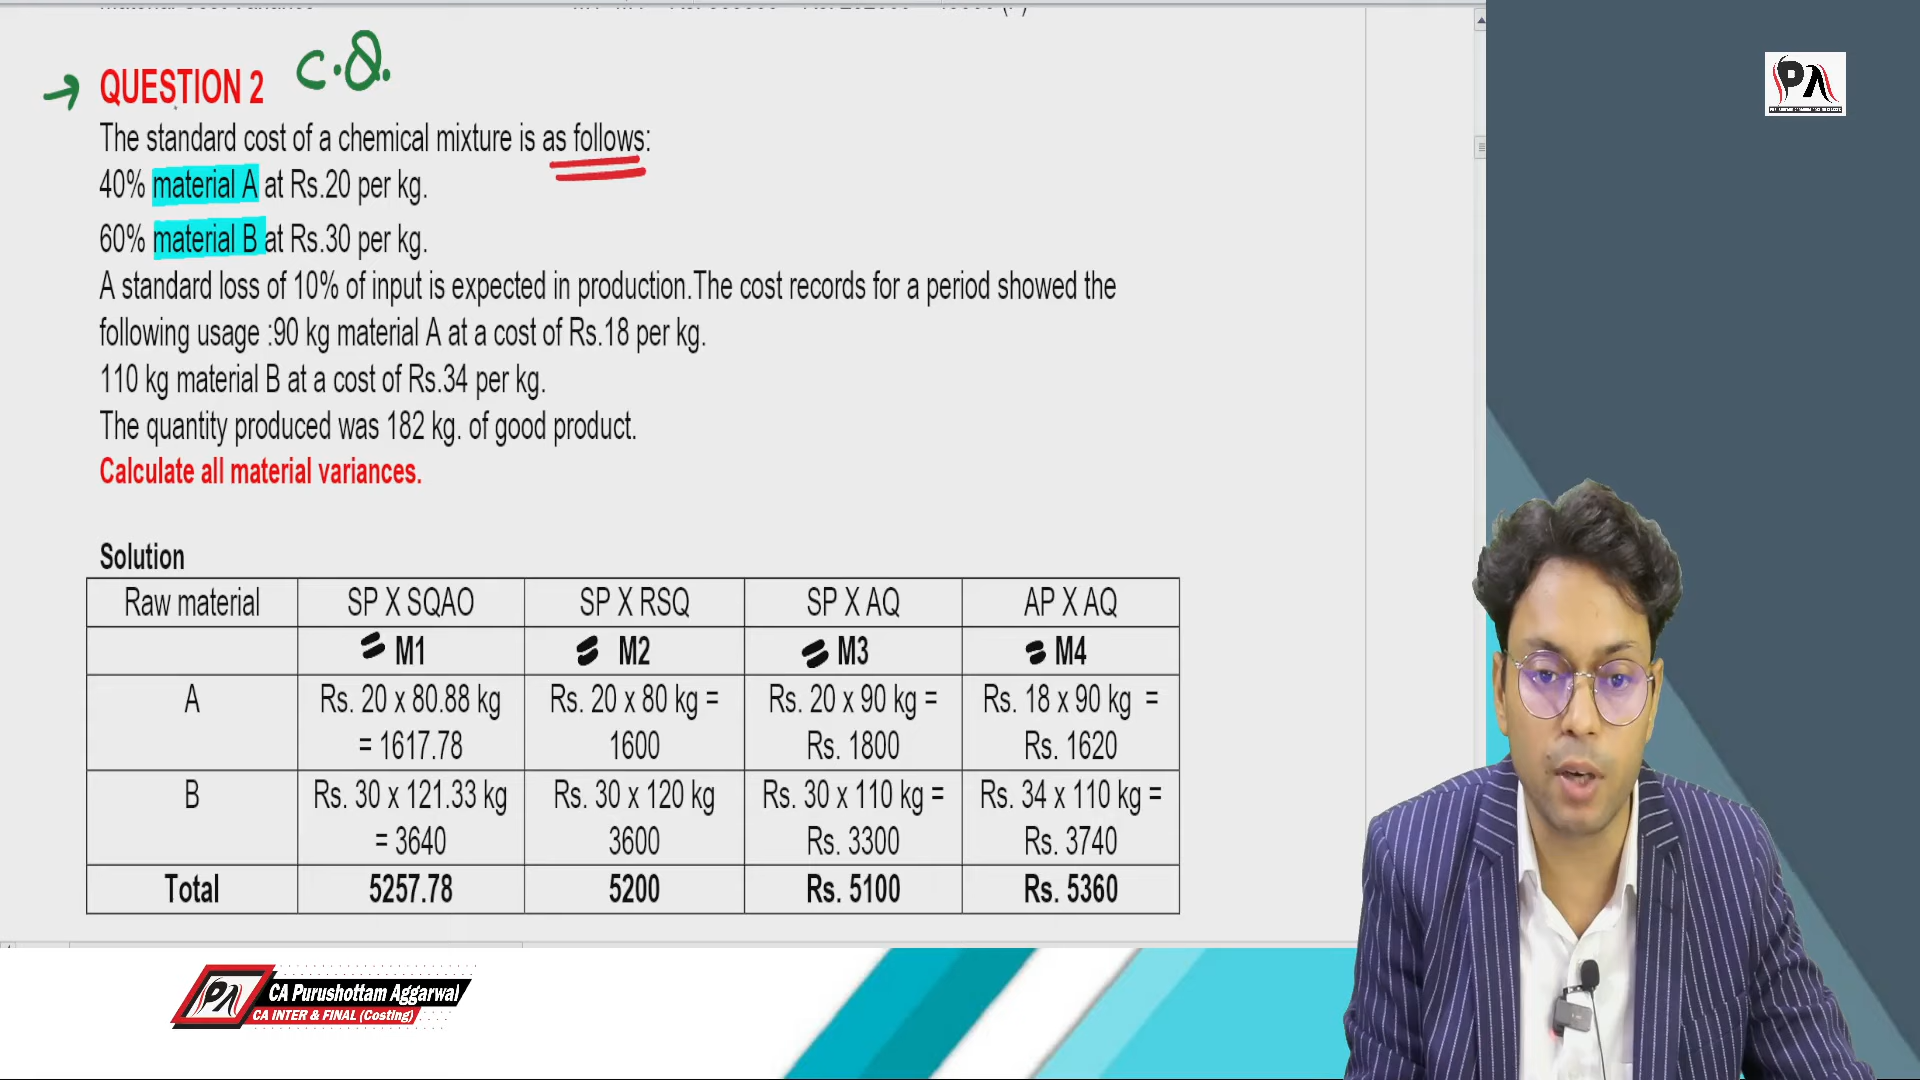 QUESTION 2 C.Q.
The standard cost of a chemical mixture is as follows:
40% material A at Rs.20 per kg.
60% material B at Rs.30 per kg.
A standard loss of 10% of input is expected in production.The cost records for a period showed the
following usage :90 kg material A at a cost of Rs.18 per kg.
110 kg material B at a cost of Rs.34 per kg.
The quantity produced was 182 kg. of good product.
Calculate all material variances.
Solution
Raw material SP X SQAO SP X RSQ SP X AQ AP X AQ
= M1 = M2 = M3 = M4
A Rs. 20 x 80.88 kg Rs. 20 x 80 kg = Rs. 20 x 90 kg = Rs. 18 x 90 kg =
= 1617.78 1600 Rs. 1800 Rs. 1620
B Rs. 30 x 121.33 kg Rs. 30 x 120 kg Rs. 30 x 110 kg = Rs. 34 x 110 kg =
= 3640 3600 Rs. 3300 Rs. 3740
Total 5257.78 5200 Rs. 5100 Rs. 5360
PA
PA CA Purushottam Aggarwal
CA INTER & FINAL (Costing)